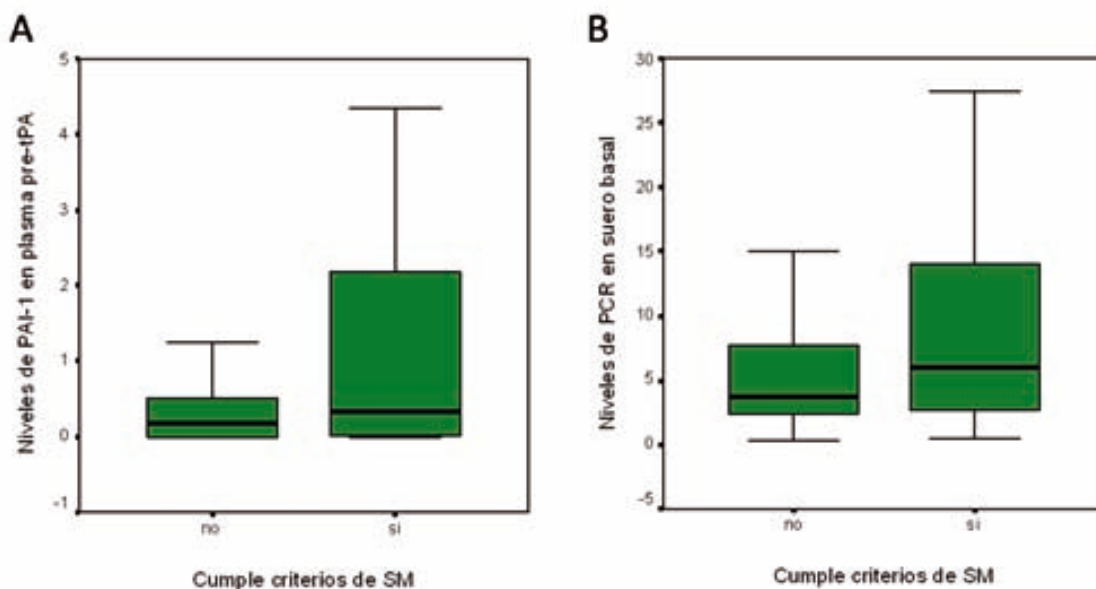 A
Niveles de PAI-1 en plasma pre-tPA
5
4
3
2
1
0
-1
no
si
Cumple criterios de SM
B
Niveles de PCR en suero basal
30
25
20
15
10
5
0
-5
no
si
Cumple criterios de SM